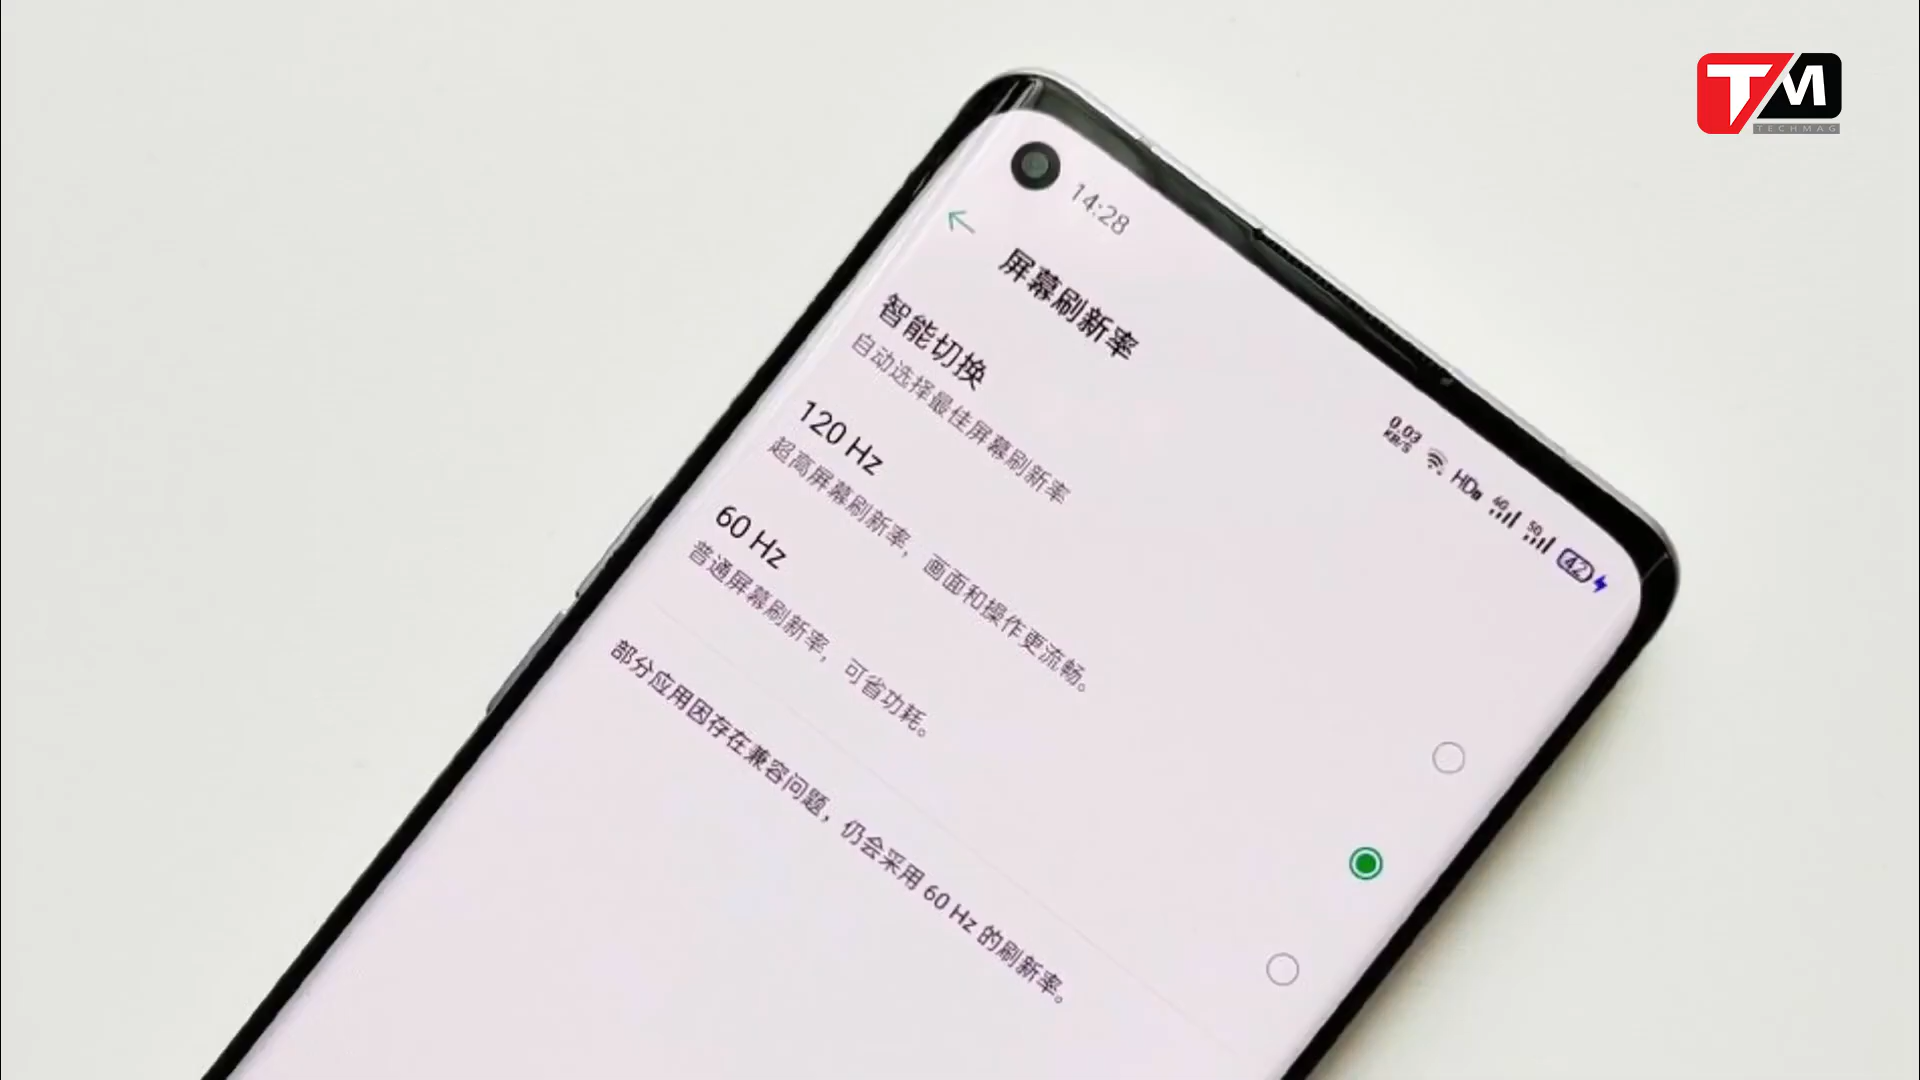 TM
TECHMAG
14:28
0.03 KB/S HD 5G 42
屏幕刷新率
智能切换
自动选择最佳屏幕刷新率
120 Hz
超高屏幕刷新率，画面和操作更流畅。
60 Hz
普通屏幕刷新率，可省功耗。
部分应用因存在兼容问题，仍会采用 60 Hz 的刷新率。